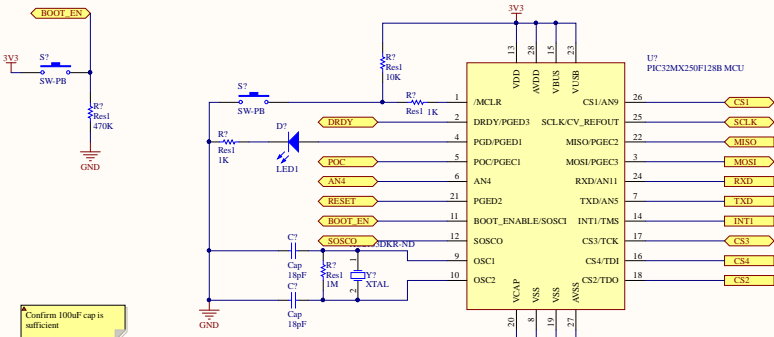 BOOT_EN
3V3
S?
SW-PB
R?
Res1
470K
GND
Confirm 100uF cap is
sufficient
3V3
R?
Res1
10K
S?
SW-PB
R?
Res1
1K
R?
Res1
1K
D?
LED1
DRDY
POC
AN4
RESET
BOOT_EN
SOSCO
DKR-ND
C?
Cap
18pF
R?
Res1
1M
1
Y?
XTAL
2
C?
Cap
18pF
GND
U?
PIC32MX250F128B MCU
13
28
15
23
VDD
AVDD
VBUS
VUSB
1
/MCLR
2
DRDY/PGED3
4
PGD/PGED1
5
POC/PGEC1
6
AN4
21
PGED2
11
BOOT_ENABLE/SOSCI
12
SOSCO
9
OSC1
10
OSC2
CS1/AN9
26
CS1
SCLK/CV_REFOUT
25
SCLK
MISO/PGEC2
22
MISO
MOSI/PGEC3
3
MOSI
RXD/AN11
24
RXD
TXD/AN5
7
TXD
INT1/TMS
14
INT1
CS3/TCK
17
CS3
CS4/TDI
16
CS4
CS2/TDO
18
CS2
VCAP
VSS
VSS
AVSS
20
8
19
27